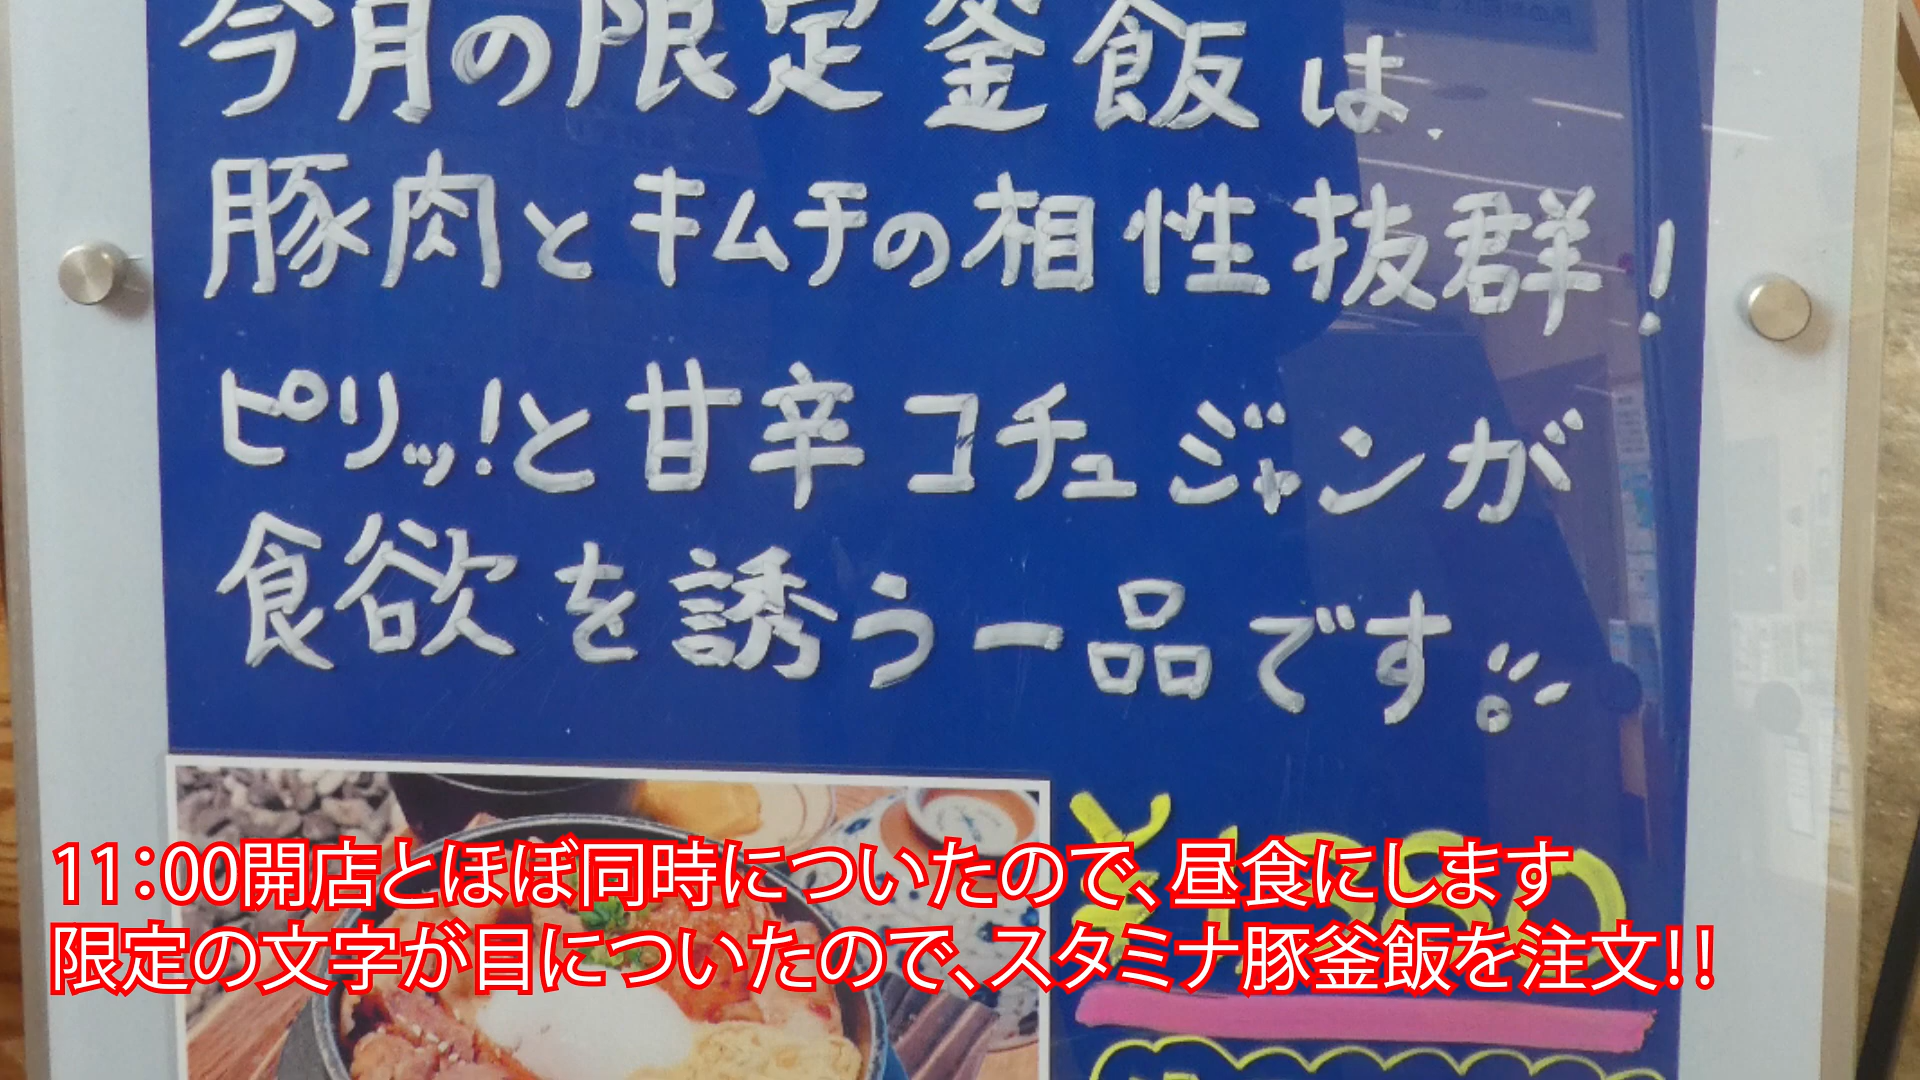 今月の限定釜飯は、
豚肉とキムチの相性抜群!
ピリッ!と甘辛コチュジャンが
食欲を誘う一品です
¥1380
11:00開店とほぼ同時についたので、昼食にします
限定の文字が目についたので、スタミナ豚釜飯を注文!!